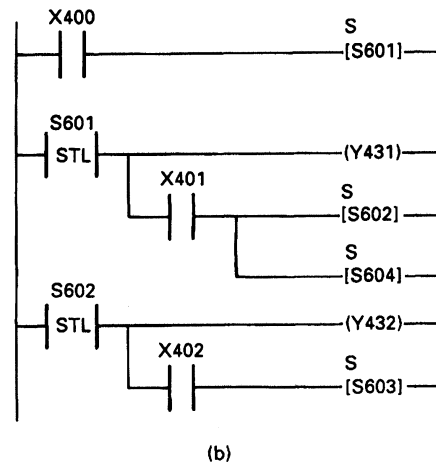 X400
S
[S601]
S601
STL
(Y431)
X401
S
[S602]
S
[S604]
S602
STL
(Y432)
X402
S
[S603]
(b)